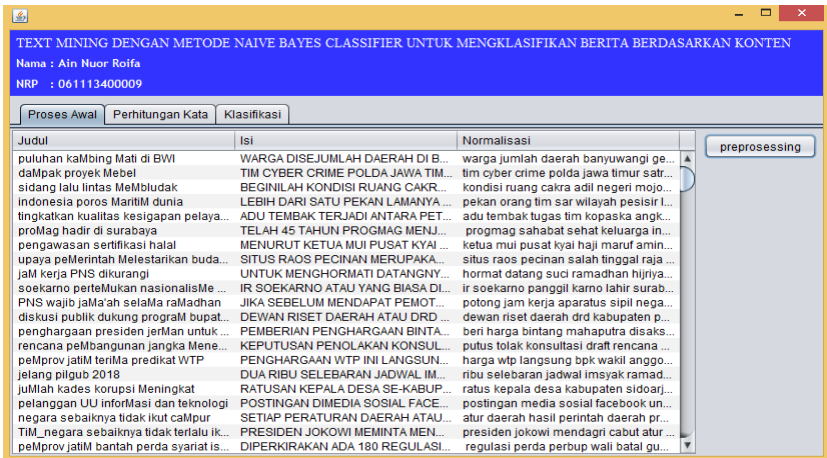 TEXT MINING DENGAN METODE NAIVE BAYES CLASSIFIER UNTUK MENGKLASIFIKAN BERITA BERDASARKAN KONTEN
Nama : Ain Nuor Roifa
NRP : 061113400009
Proses Awal Perhitungan Kata Klasifikasi
Judul Isi Normalisasi preprosessing
puluhan kaMbing Mati di BWI WARGA DISEJUMLAH DAERAH DI B... warga jumlah daerah banyuwangi ge...
daMpak proyek Mebel TIM CYBER CRIME POLDA JAWA TIM... tim cyber crime polda jawa timur satr...
sidang lalu lintas MeMbludak BEGINILAH KONDISI RUANG CAKR... kondisi ruang cakra adil negeri mojo...
indonesia poros MaritiM dunia LEBIH DARI SATU PEKAN LAMANYA ... pekan orang tim sar wilayah pesisir l...
tingkatkan kualitas kesigapan pelaya... ADU TEMBAK TERJADI ANTARA PET... adu tembak tugas tim kopaska angk...
proMag hadir di surabaya TELAH 45 TAHUN PROGMAG MENJ... progmag sahabat sehat keluarga in...
pengawasan sertifikasi halal MENURUT KETUA MUI PUSAT KYAI ... ketua mui pusat kyai haji maruf amin...
upaya peMerintah Melestarikan buda... SITUS RAOS PECINAN MERUPAKA... situs raos pecinan salah tinggal raja ...
jaM kerja PNS dikurangi UNTUK MENGHORMATI DATANGNY... hormat datang suci ramadhan hijriya...
soekarno perteMukan nasionalisMe ... IR SOEKARNO ATAU YANG BIASA DI... ir soekarno panggil karno lahir surab...
PNS wajib jaMa'ah selaMa raMadhan JIKA SEBELUM MENDAPAT PEMOT... potong jam kerja aparatus sipil nega...
diskusi publik dukung prograM bupat... DEWAN RISET DAERAH ATAU DRD ... dewan riset daerah drd kabupaten p...
penghargaan presiden jerMan untuk ... PEMBERIAN PENGHARGAAN BINTA... beri harga bintang mahaputra disaks...
rencana peMbangunan jangka Mene... KEPUTUSAN PENOLAKAN KONSUL... putus tolak konsultasi draft rencana ...
peMprov jatiM teriMa predikat WTP PENGHARGAAN WTP INI LANGSUN... harga wtp langsung bpk wakil anggo...
jelang pilgub 2018 DUA RIBU SELEBARAN JADWAL IM... ribu selebaran jadwal imsyak ramad...
juMlah kades korupsi Meningkat RATUSAN KEPALA DESA SE-KABUP... ratus kepala desa kabupaten sidoarj...
pelanggan UU inforMasi dan teknologi POSTINGAN DIMEDIA SOSIAL FACE... postingan media sosial facebook un...
negara sebaiknya tidak ikut caMpur SETIAP PERATURAN DAERAH ATAU... atur daerah hasil perintah daerah pr...
TiM_negara sebaiknya tidak terlalu ik... PRESIDEN JOKOWI MEMINTA MEN... presiden jokowi mendagri cabut atur ...
peMprov jatiM bantah perda syariat is... DIPERKIRAKAN ADA 180 REGULASI... regulasi perda perbup wali batal gu...